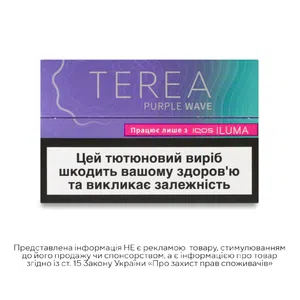 TEREA
PURPLE WAVE
Працює лише з IQOS ILUMA
Цей тютюновий виріб
шкодить вашому здоров'ю
та викликає залежність
Представлена інформація НЕ є рекламою товару, стимулюванням
до його продажу чи спонсорством, а є інформацією про товар
згідно із ст. 15 Закону України «Про захист прав споживачів»